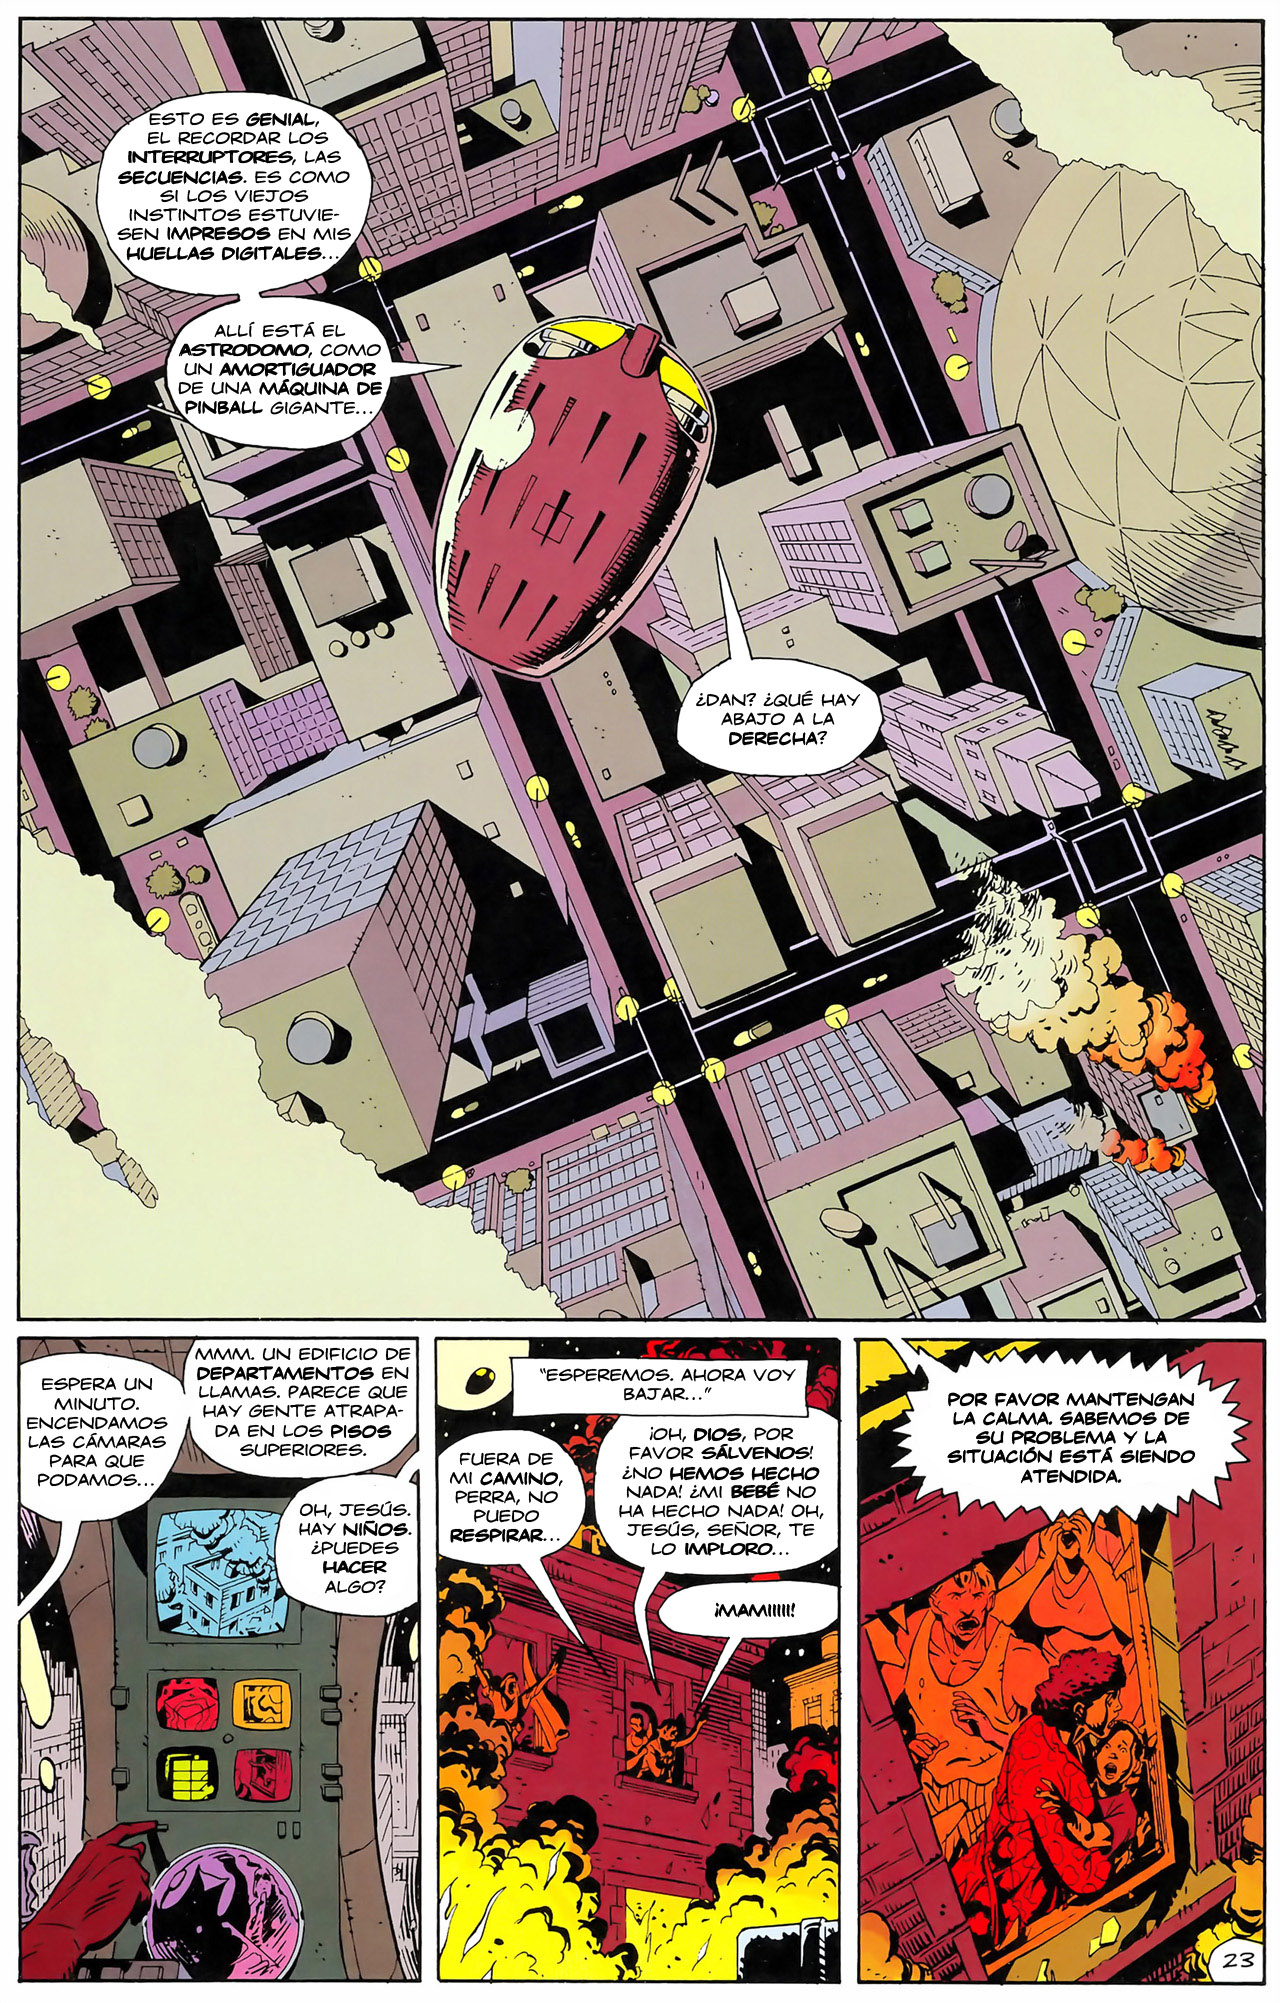 ESTO ES GENIAL,
EL RECORDAR LOS
INTERRUPTORES, LAS
SECUENCIAS. ES COMO
SI LOS VIEJOS
INSTINTOS ESTUVIE-
SEN IMPRESOS EN MIS
HUELLAS DIGITALES...
ALLÍ ESTÁ EL
ASTRODOMO, COMO
UN AMORTIGUADOR
DE UNA MÁQUINA DE
PINBALL GIGANTE...
¿DAN? ¿QUÉ HAY
ABAJO A LA
DERECHA?
ESPERA UN
MINUTO.
ENCENDAMOS
LAS CÁMARAS
PARA QUE
PODAMOS...
MMM. UN EDIFICIO DE
DEPARTAMENTOS EN
LLAMAS. PARECE QUE
HAY GENTE ATRAPA-
DA EN LOS PISOS
SUPERIORES.
OH, JESÚS.
HAY NIÑOS.
¿PUEDES
HACER
ALGO?
"ESPEREMOS. AHORA VOY
BAJAR..."
FUERA DE
MI CAMINO,
PERRA, NO
PUEDO
RESPIRAR...
¡OH, DIOS, POR
FAVOR SÁLVENOS!
¿NO HEMOS HECHO
NADA! ¿MI BEBÉ NO
HA HECHO NADA! OH,
JESÚS, SEÑOR, TE
LO IMPLORO...
¡MAMIIIII!
POR FAVOR MANTENGAN
LA CALMA. SABEMOS DE
SU PROBLEMA Y LA
SITUACIÓN ESTÁ SIENDO
ATENDIDA.
23